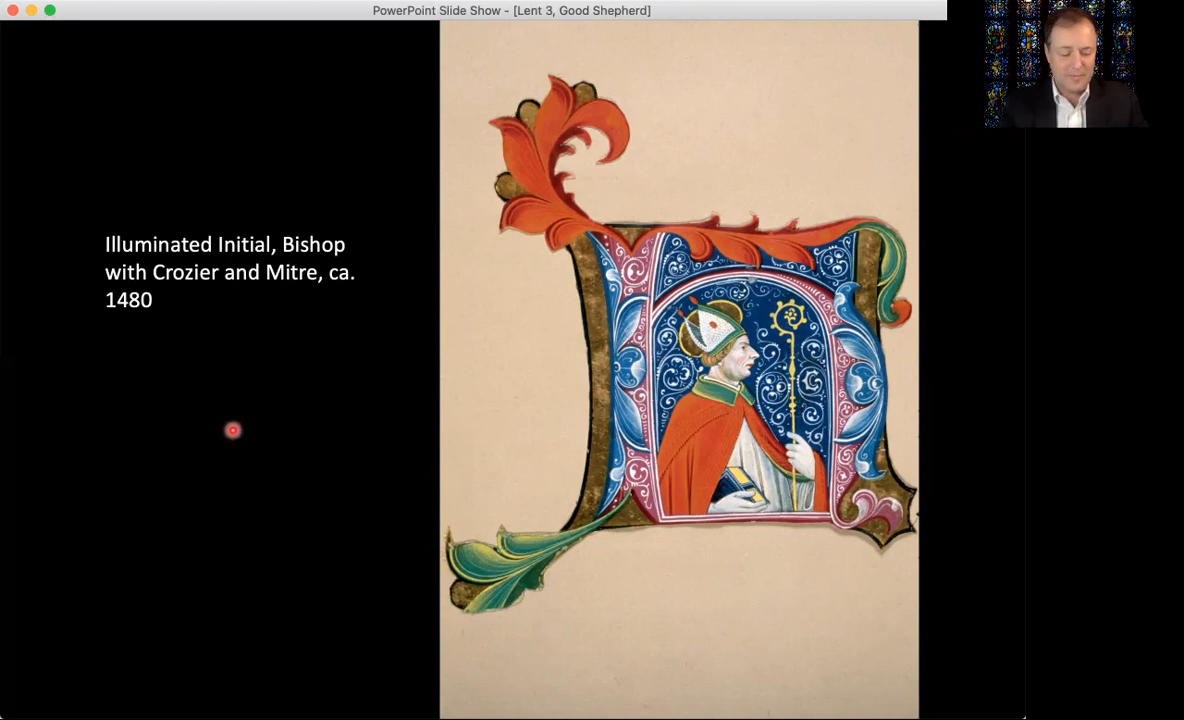 PowerPoint Slide Show - [Lent 3, Good Shepherd]
Illuminated Initial, Bishop
with Crozier and Mitre, ca.
1480